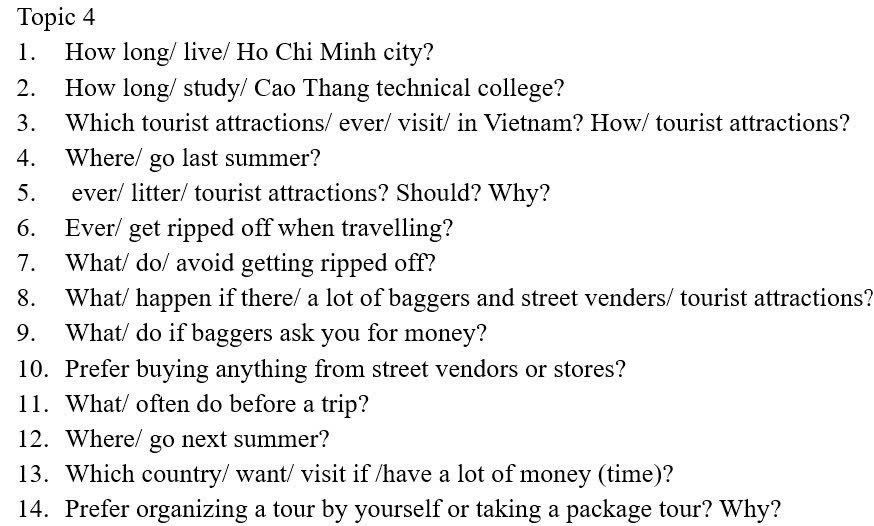 Topic 4
1. How long/ live/ Ho Chi Minh city?
2. How long/ study/ Cao Thang technical college?
3. Which tourist attractions/ ever/ visit/ in Vietnam? How/ tourist attractions?
4. Where/ go last summer?
5. ever/ litter/ tourist attractions? Should? Why?
6. Ever/ get ripped off when travelling?
7. What/ do/ avoid getting ripped off?
8. What/ happen if there/ a lot of baggers and street venders/ tourist attractions?
9. What/ do if baggers ask you for money?
10. Prefer buying anything from street vendors or stores?
11. What/ often do before a trip?
12. Where/ go next summer?
13. Which country/ want/ visit if /have a lot of money (time)?
14. Prefer organizing a tour by yourself or taking a package tour? Why?